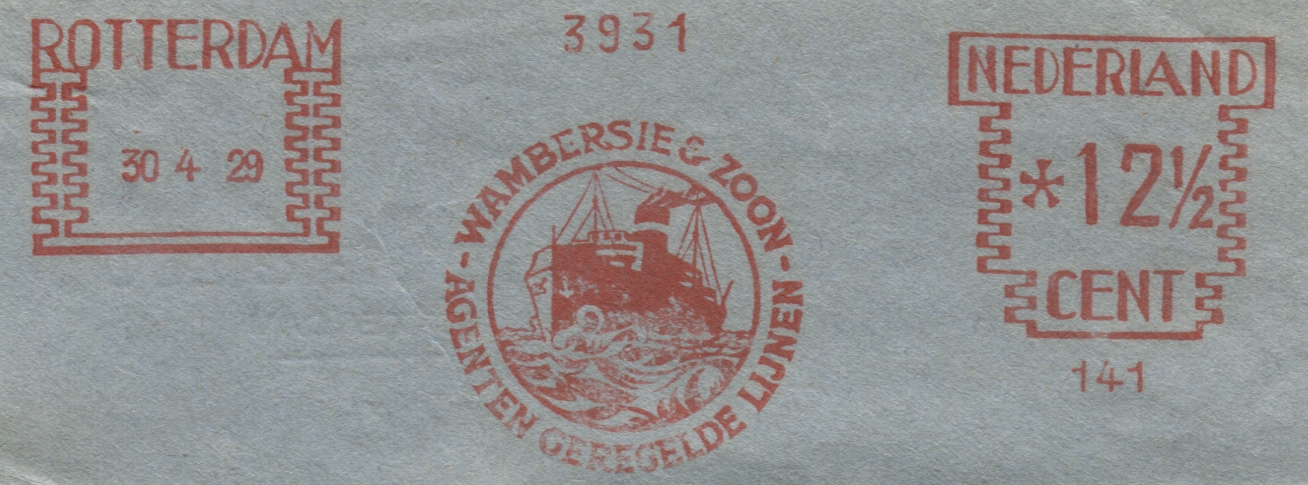 ROTTERDAM
30 4 29
3931
WAMBERSIE & ZOON
- AGENTEN GEREGELDE LIJNEN -
NEDERLAND
*12½
CENT
141